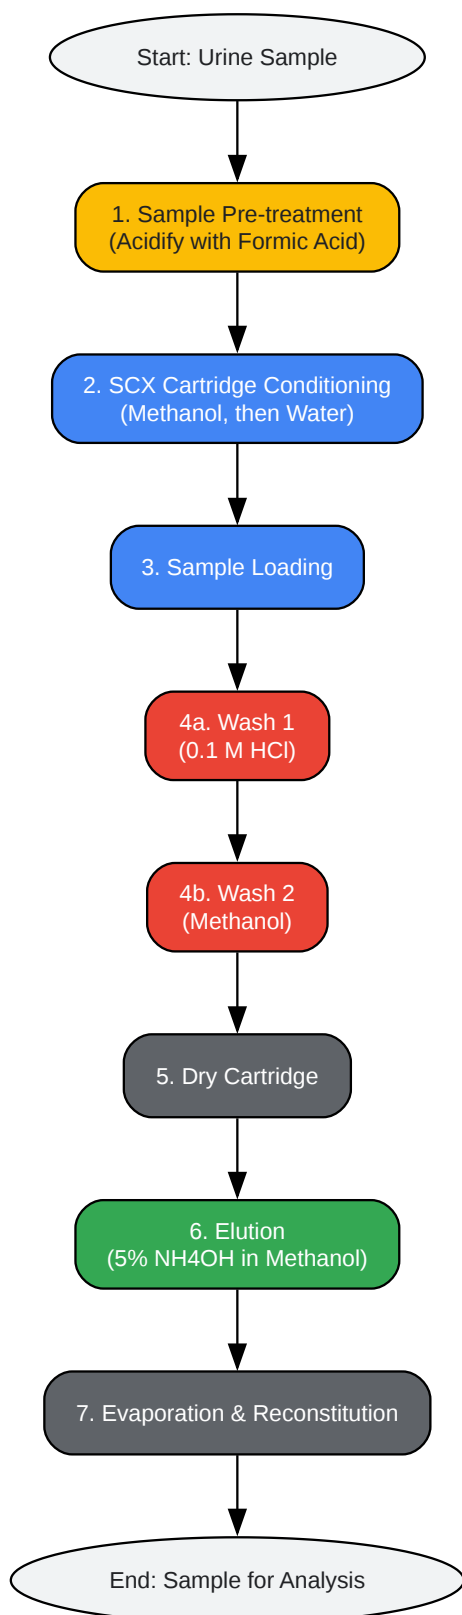 Start: Urine Sample
1. Sample Pre-treatment
(Acidify with Formic Acid)
2. SCX Cartridge Conditioning
(Methanol, then Water)
3. Sample Loading
4a. Wash 1
(0.1 M HCl)
4b. Wash 2
(Methanol)
5. Dry Cartridge
6. Elution
(5% NH4OH in Methanol)
7. Evaporation & Reconstitution
End: Sample for Analysis